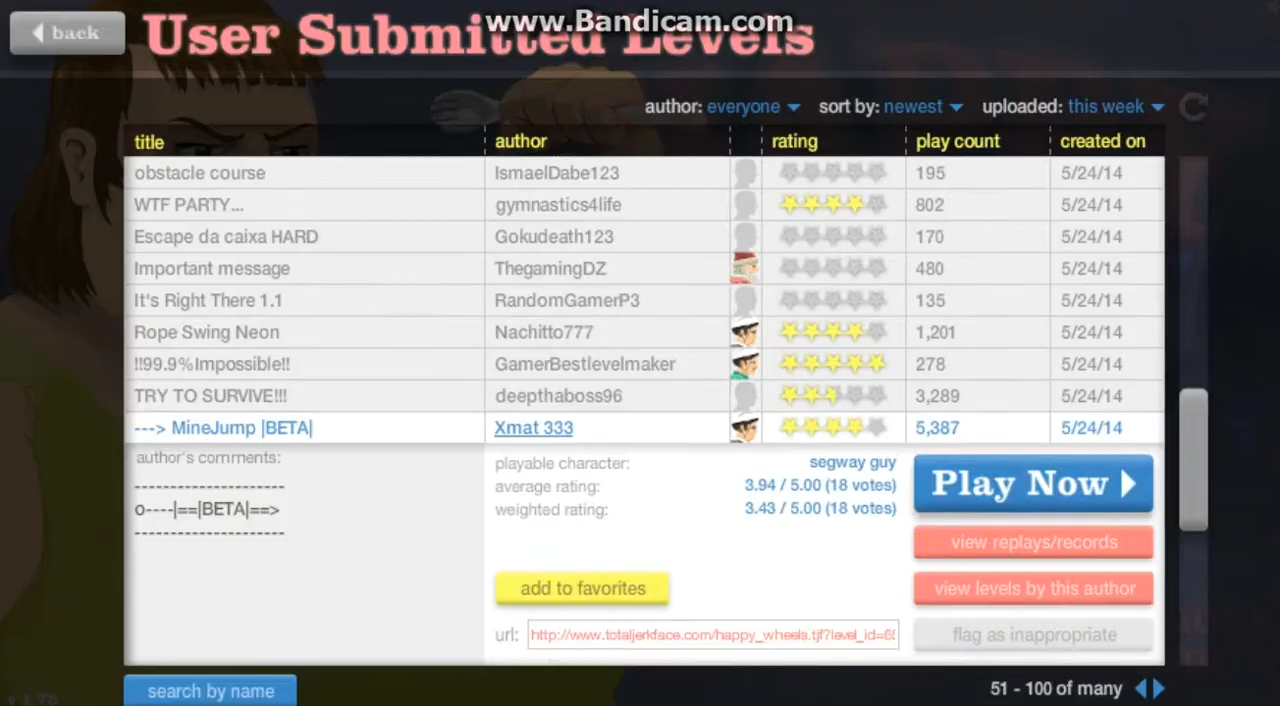 www.Bandicam.com
back
User Submitted Levels
author: everyone sort by: newest uploaded: this week
title author rating play count created on
obstacle course IsmaelDabe123 195 5/24/14
WTF PARTY... gymnastics4life 802 5/24/14
Escape da caixa HARD Gokudeath123 170 5/24/14
Important message ThegamingDZ 480 5/24/14
It's Right There 1.1 RandomGamerP3 135 5/24/14
Rope Swing Neon Nachitto777 1,201 5/24/14
!!99.9%Impossible!! GamerBestlevelmaker 278 5/24/14
TRY TO SURVIVE!!! deepthaboss96 3,289 5/24/14
---> MineJump |BETA| Xmat 333 5,387 5/24/14
author's comments:
---------------------
o----|==|BETA|==>
---------------------
playable character: segway guy
average rating: 3.94 / 5.00 (18 votes)
weighted rating: 3.43 / 5.00 (18 votes)
add to favorites
url: http://www.totaljerkface.com/happy_wheels.tjf?level_id=6
Play Now
view replays/records
view levels by this author
flag as inappropriate
search by name
51 - 100 of many